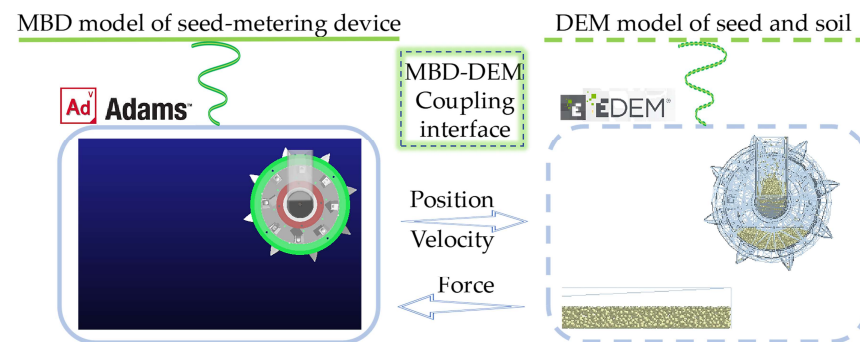 MBD model of seed-metering device
DEM model of seed and soil
MBD-DEM
Coupling
interface
Ad V Adams™
E EDEM®
Position
Velocity
Force